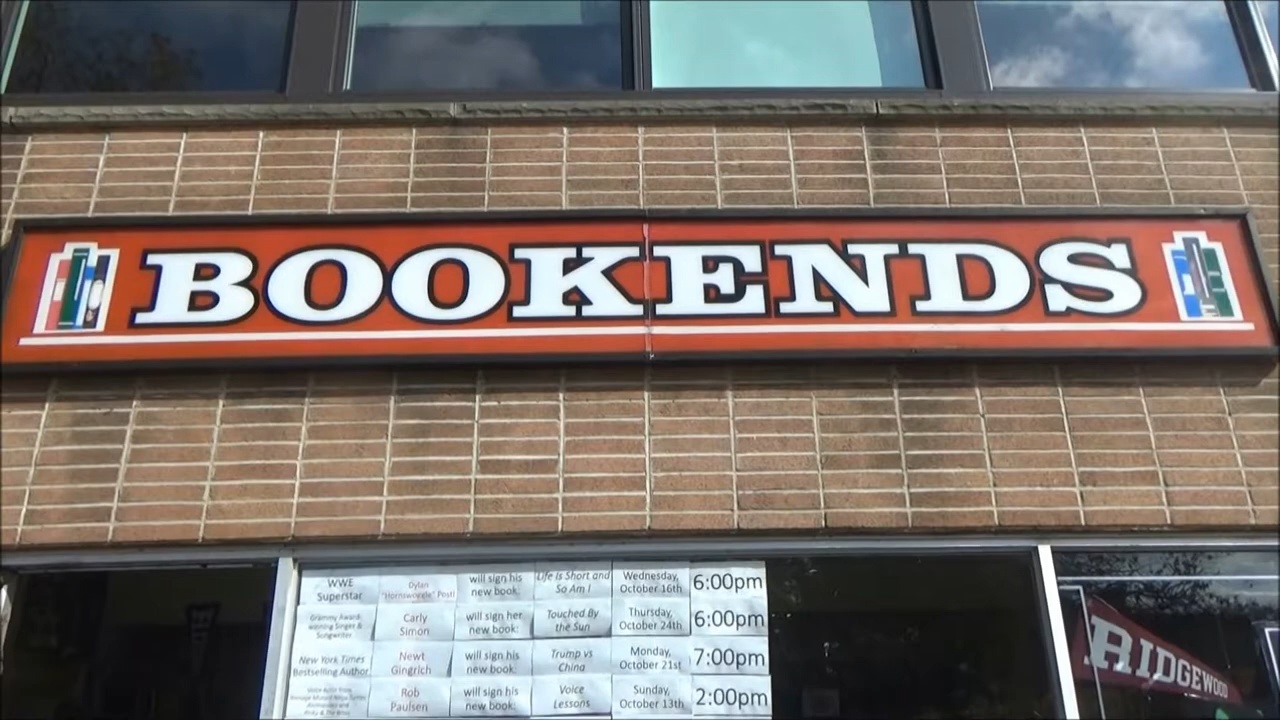 BOOKENDS
WWE Superstar Dylan "Hornswoggle" Postl will sign his new book: Life is Short and So Am I Wednesday, October 16th 6:00pm
Grammy Award-winning Singer & Songwriter Carly Simon will sign her new book: Touched By the Sun Thursday, October 24th 6:00pm
New York Times Bestselling Author Newt Gingrich will sign his new book: Trump vs China Monday, October 21st 7:00pm
Rob Paulsen will sign his new book: Voice Lessons Sunday, October 13th 2:00pm
RIDGEWOOD